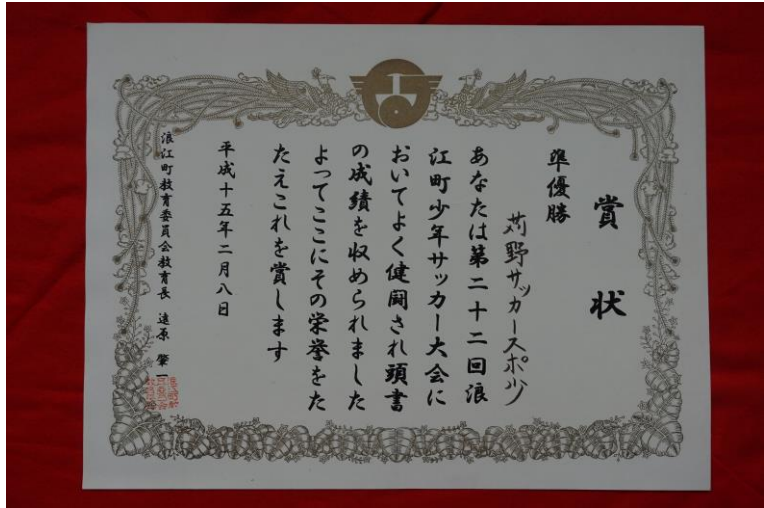 賞状
準優勝
苅野サッカースポ少
あなたは第二十二回浪
江町少年サッカー大会に
おいてよく健闘され頭書
の成績を収められました
よってここにその栄誉をた
たえこれを賞します
平成十五年二月八日
浪江町教育委員会教育長 遠原肇一